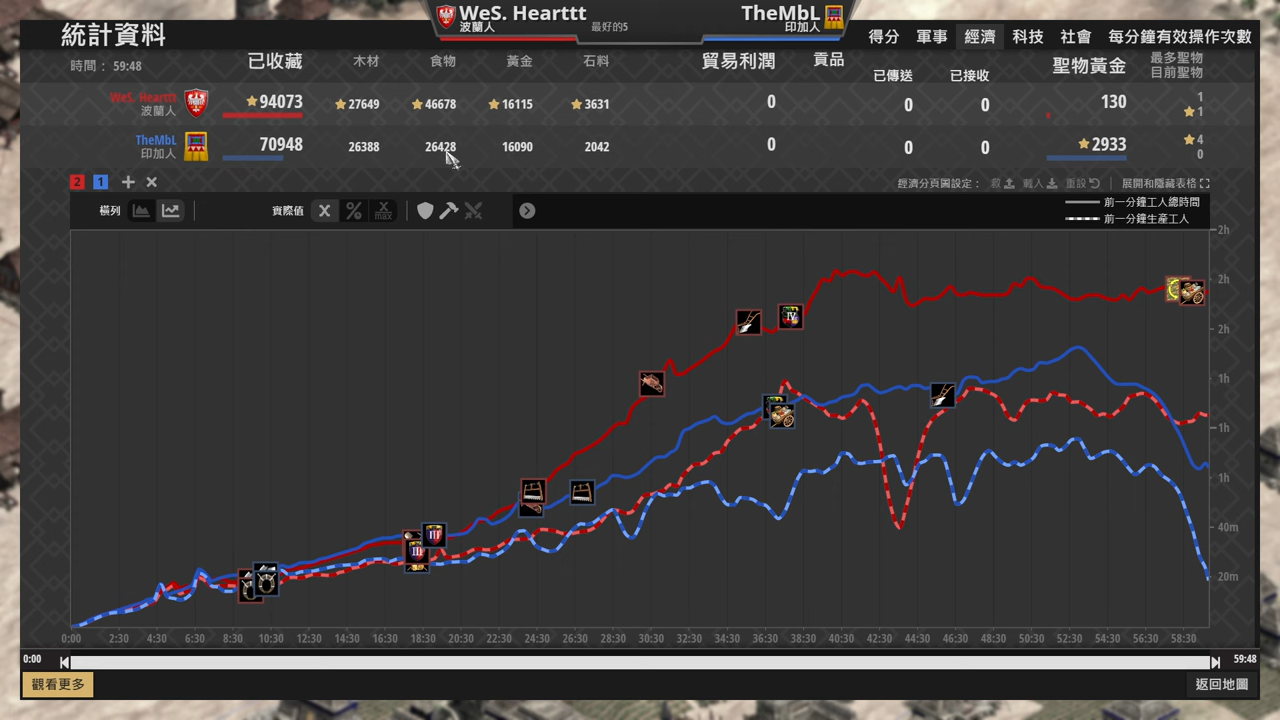 WeS. Hearttt
波蘭人
最好的5
TheMbL
印加人
統計資料
得分 軍事 經濟 科技 社會 每分鐘有效操作次數
時間： 59:48
已收藏 木材 食物 黃金 石料 貿易利潤 貢品 已傳送 已接收 聖物黃金 最多聖物 目前聖物
WeS. Hearttt
波蘭人
94073 27649 46678 16115 3631 0 0 0 130 1 1
TheMbL
印加人
70948 26388 26428 16090 2042 0 0 0 2933 4 0
2 1
經濟分頁圖設定： 載入 重設 展開和隱藏表格
橫列 實際值 X % X max
前一分鐘工人總時間
前一分鐘生產工人
2h
2h
2h
1h
1h
1h
40m
20m
III
III
IV
0:00 2:30 4:30 6:30 8:30 10:30 12:30 14:30 16:30 18:30 20:30 22:30 24:30 26:30 28:30 30:30 32:30 34:30 36:30 38:30 40:30 42:30 44:30 46:30 48:30 50:30 52:30 54:30 56:30 58:30
0:00 59:48
觀看更多 返回地圖